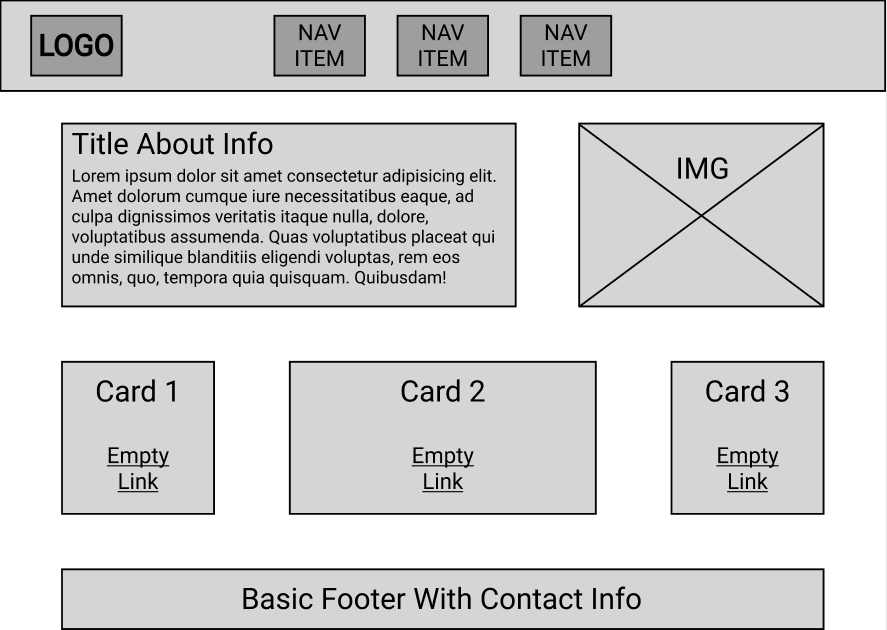 LOGO
NAV
ITEM
NAV
ITEM
NAV
ITEM
Title About Info
Lorem ipsum dolor sit amet consectetur adipisicing elit.
Amet dolorum cumque iure necessitatibus eaque, ad
culpa dignissimos veritatis itaque nulla, dolore,
voluptatibus assumenda. Quas voluptatibus placeat qui
unde similique blanditiis eligendi voluptas, rem eos
omnis, quo, tempora quia quisquam. Quibusdam!
IMG
Card 1
Empty
Link
Card 2
Empty
Link
Card 3
Empty
Link
Basic Footer With Contact Info